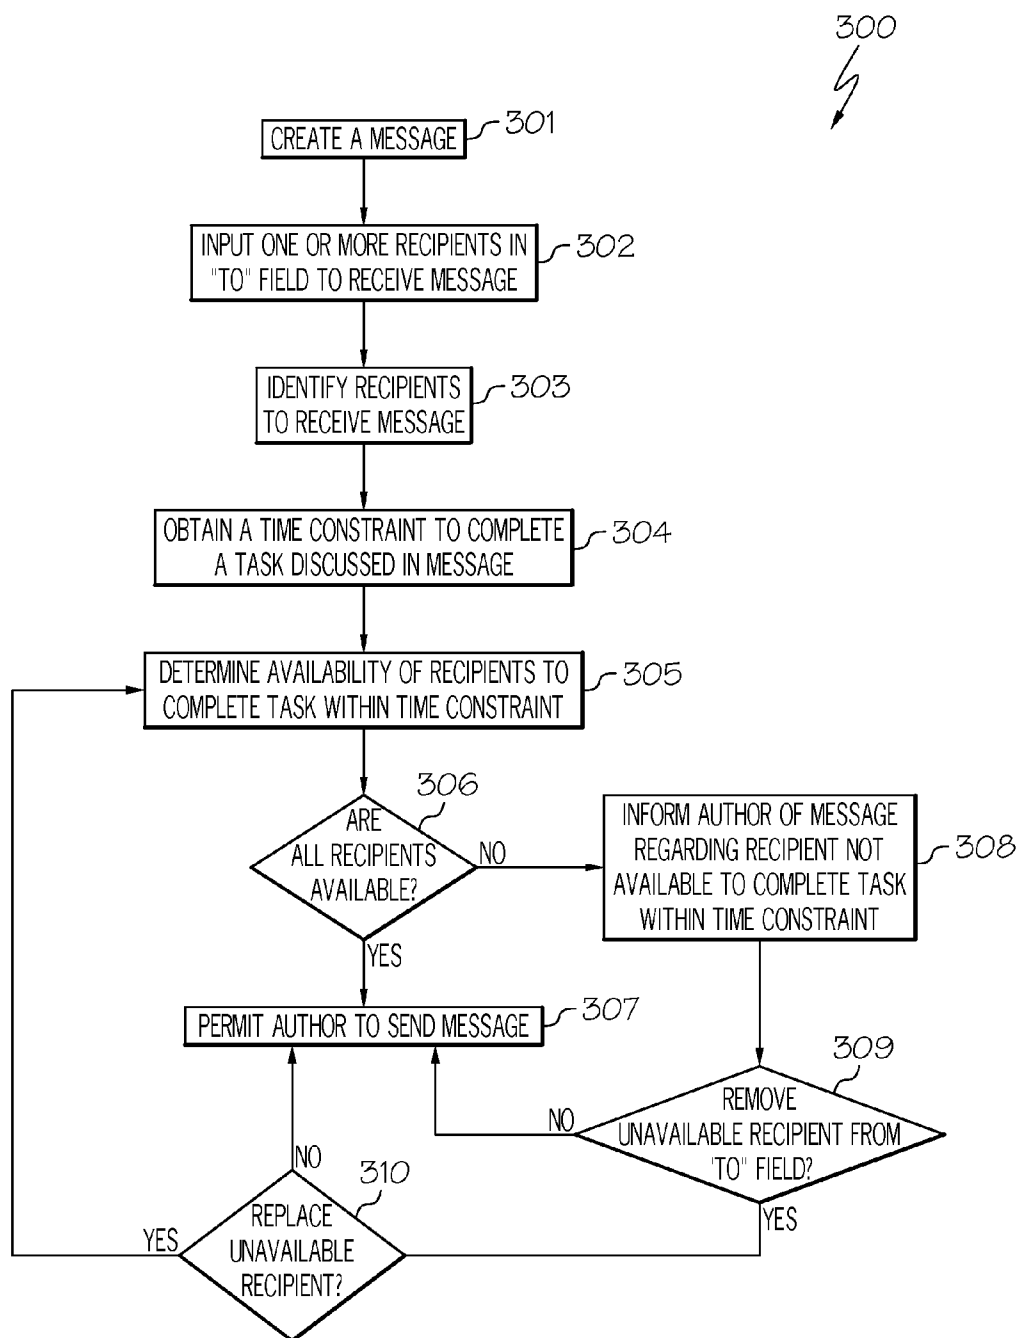 300
CREATE A MESSAGE
301
INPUT ONE OR MORE RECIPIENTS IN
"TO" FIELD TO RECEIVE MESSAGE
302
IDENTIFY RECIPIENTS
TO RECEIVE MESSAGE
303
OBTAIN A TIME CONSTRAINT TO COMPLETE
A TASK DISCUSSED IN MESSAGE
304
DETERMINE AVAILABILITY OF RECIPIENTS TO
COMPLETE TASK WITHIN TIME CONSTRAINT
305
306
ARE
ALL RECIPIENTS
AVAILABLE?
NO
YES
INFORM AUTHOR OF MESSAGE
REGARDING RECIPIENT NOT
AVAILABLE TO COMPLETE TASK
WITHIN TIME CONSTRAINT
308
PERMIT AUTHOR TO SEND MESSAGE
307
309
REMOVE
UNAVAILABLE RECIPIENT FROM
"TO" FIELD?
NO
YES
310
REPLACE
UNAVAILABLE
RECIPIENT?
NO
YES